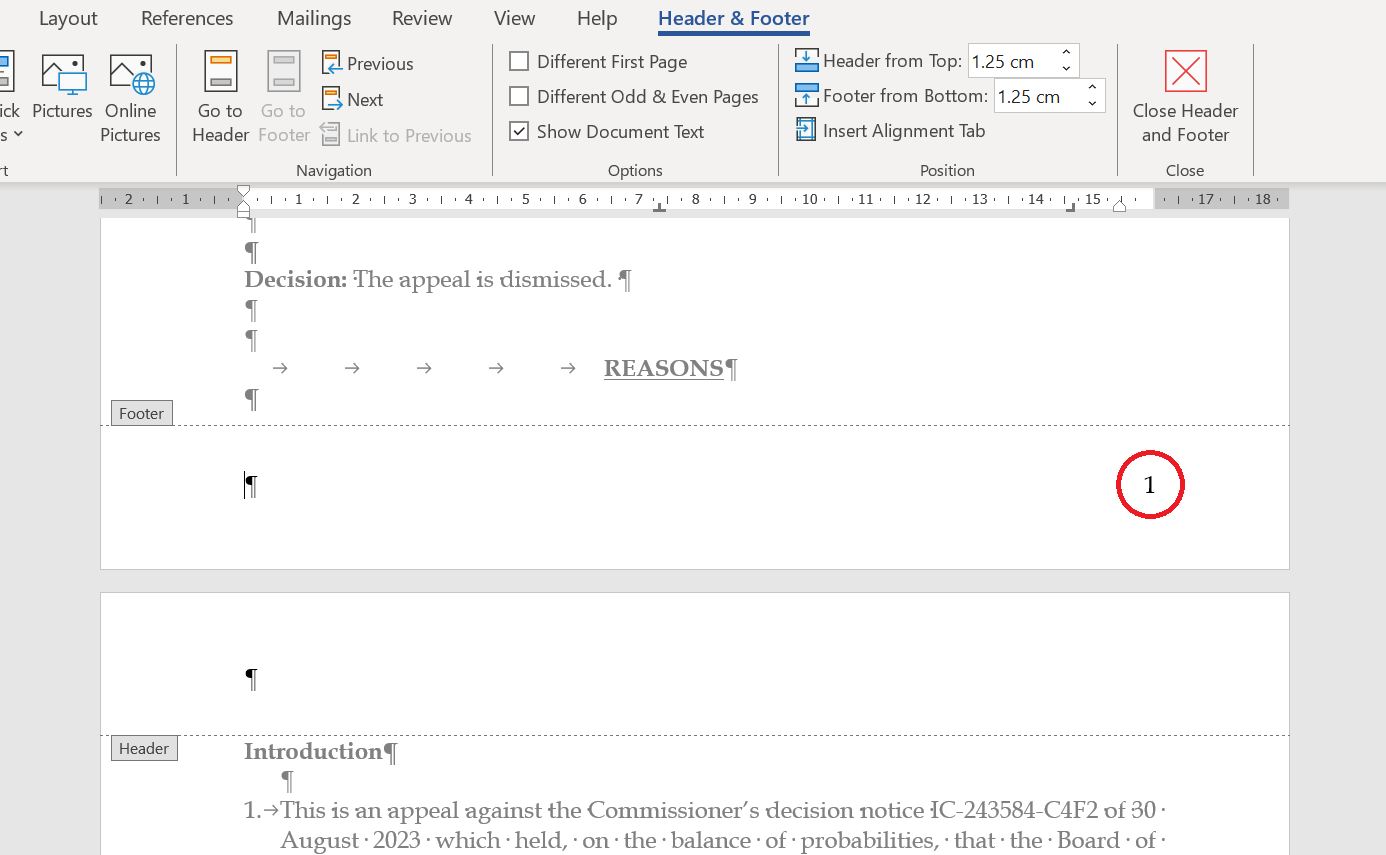 Layout References Mailings Review View Help Header & Footer
Pictures Online Pictures
Go to Header Go to Footer
Previous
Next
Link to Previous
Navigation
Different First Page
Different Odd & Even Pages
Show Document Text
Options
Header from Top: 1.25 cm
Footer from Bottom: 1.25 cm
Insert Alignment Tab
Position
Close Header and Footer
Close
2 1 1 2 3 4 5 6 7 8 9 10 11 12 13 14 15 17 18
¶
¶
Decision: The appeal is dismissed. ¶
¶
¶
→ → → → → REASONS¶
¶
Footer
¶ 1
¶
Header
Introduction¶
¶
1.→This is an appeal against the Commissioner’s decision notice IC-243584-C4F2 of 30
August 2023 which held, on the balance of probabilities, that the Board of